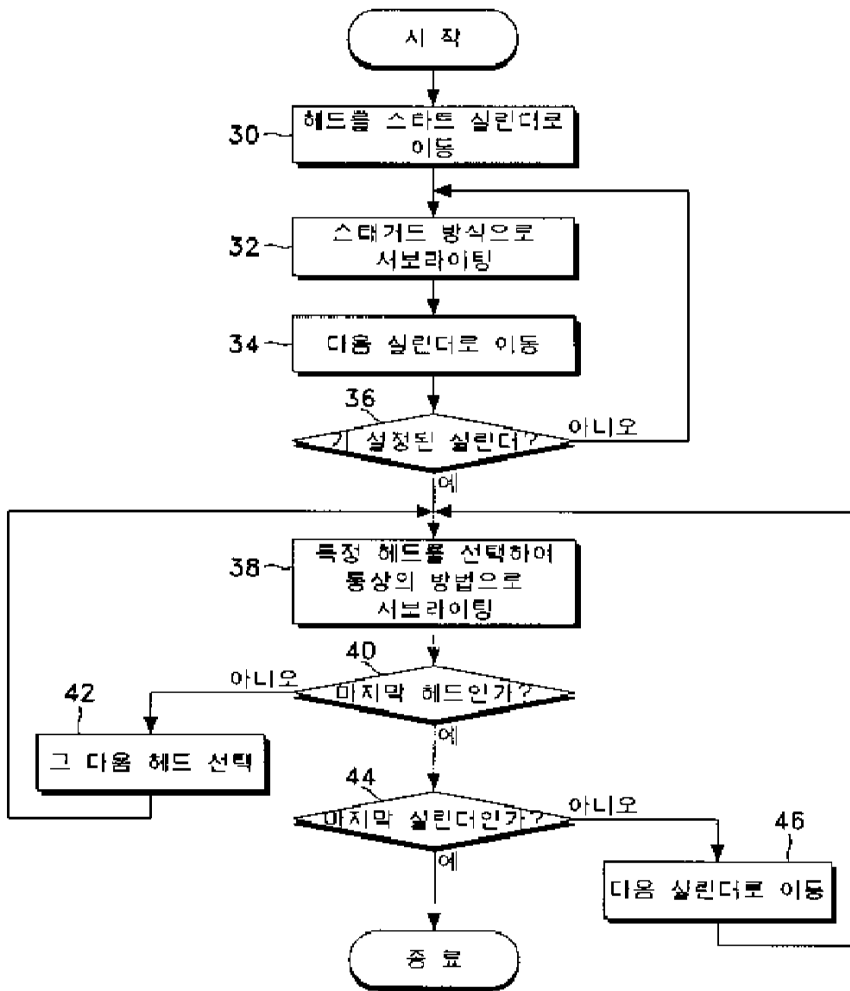 시 작
30
헤드를 스타트 실린더로
이동
32
스태거드 방식으로
서보라이팅
34
다음 실린더로 이동
36
기 설정된 실린더?
아니오
예
38
특정 헤드를 선택하여
통상의 방법으로
서보라이팅
40
마지막 헤드인가?
아니오
예
42
그 다음 헤드 선택
44
마지막 실린더인가?
아니오
예
46
다음 실린더로 이동
종 료